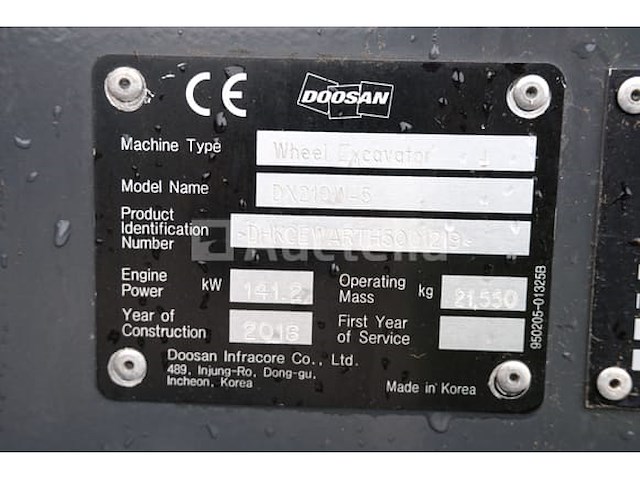 CE DOOSAN
Machine Type Wheel Excavator
Model Name DX210W-5
Product
Identification
Number
Engine
Power kW 141.2 Operating
Mass kg 21,550
Year of
Construction First Year
of Service
Doosan Infracore Co., Ltd.
489, Injung-Ro, Dong-gu,
Incheon, Korea
Made in Korea
950205-01325B
Auctelia